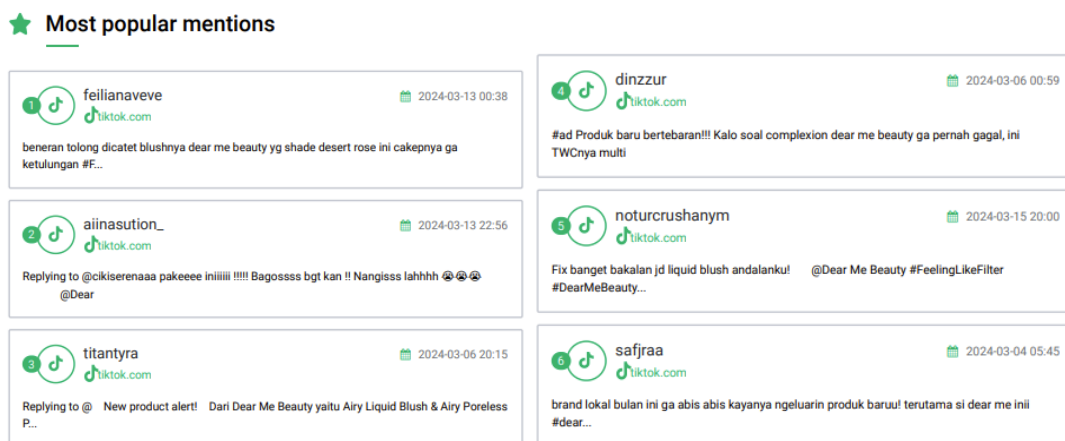 Most popular mentions
1
feilianaveve
2024-03-13 00:38
tiktok.com
beneran tolong dicatet blushnya dear me beauty yg shade desert rose ini cakepnya ga
ketulungan #F...
2
aiinasution_
2024-03-13 22:56
tiktok.com
Replying to @cikiserenaaa pakeeee iniiiiii !!!!! Bagossss bgt kan !! Nangisss lahhhh 😭😭😭
@Dear
3
titantyra
2024-03-06 20:15
tiktok.com
Replying to @ New product alert! Dari Dear Me Beauty yaitu Airy Liquid Blush & Airy Poreless
P...
4
dinzzur
2024-03-06 00:59
tiktok.com
#ad Produk baru bertebaran!!! Kalo soal complexion dear me beauty ga pernah gagal, ini
TWCnya multi
5
noturcrushanym
2024-03-15 20:00
tiktok.com
Fix banget bakalan jd liquid blush andalanku! @Dear Me Beauty #FeelingLikeFilter
#DearMeBeauty...
6
safjraa
2024-03-04 05:45
tiktok.com
brand lokal bulan ini ga abis abis kayanya ngeluarin produk baruu! terutama si dear me inii
#dear...